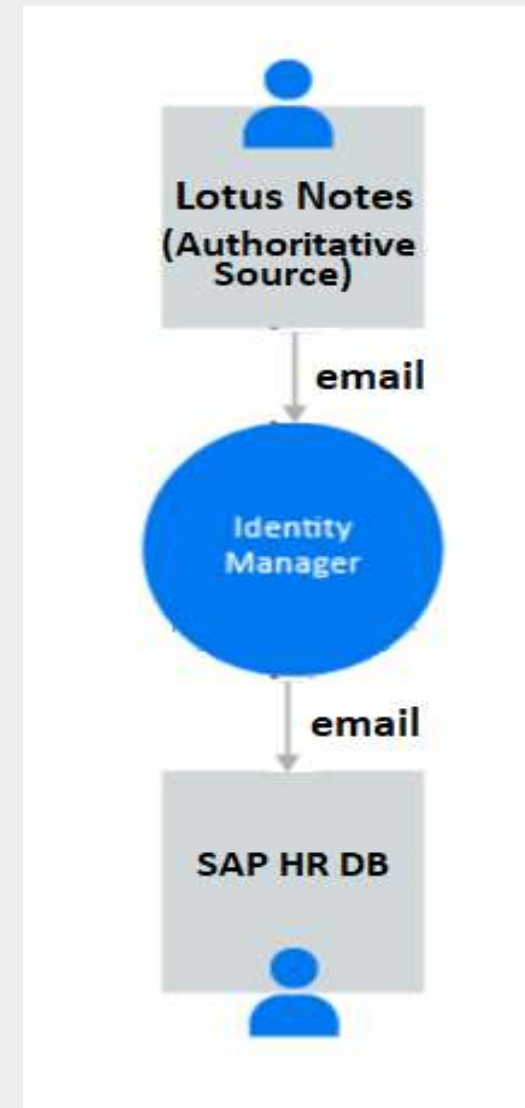 Lotus Notes
(Authoritative
Source)
email
Identity
Manager
email
SAP HR DB